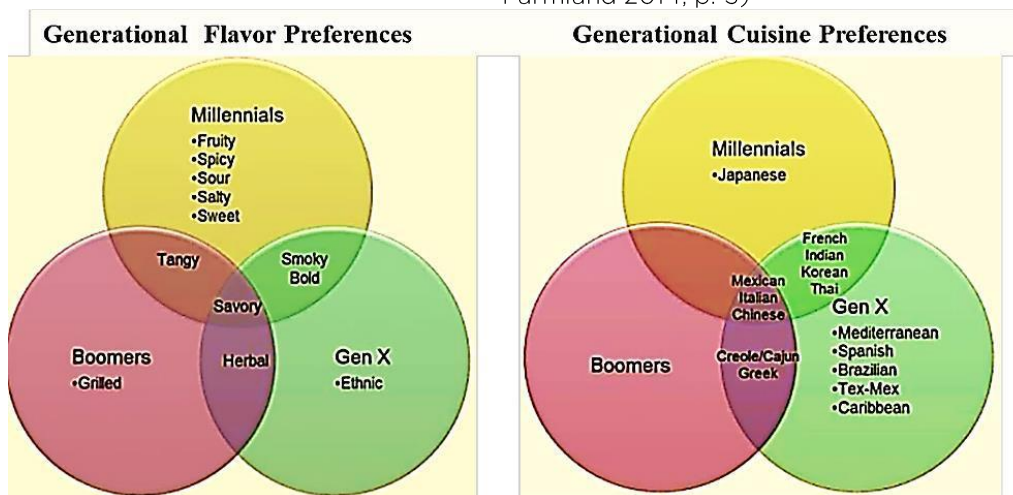 Generational Flavor Preferences
Millennials
•Fruity
•Spicy
•Sour
•Salty
•Sweet
Tangy
Smoky
Bold
Savory
Boomers
•Grilled
Herbal
Gen X
•Ethnic
Generational Cuisine Preferences
Millennials
•Japanese
French
Indian
Korean
Thai
Mexican
Italian
Chinese
Boomers
Creole/Cajun
Greek
Gen X
•Mediterranean
•Spanish
•Brazilian
•Tex-Mex
•Caribbean